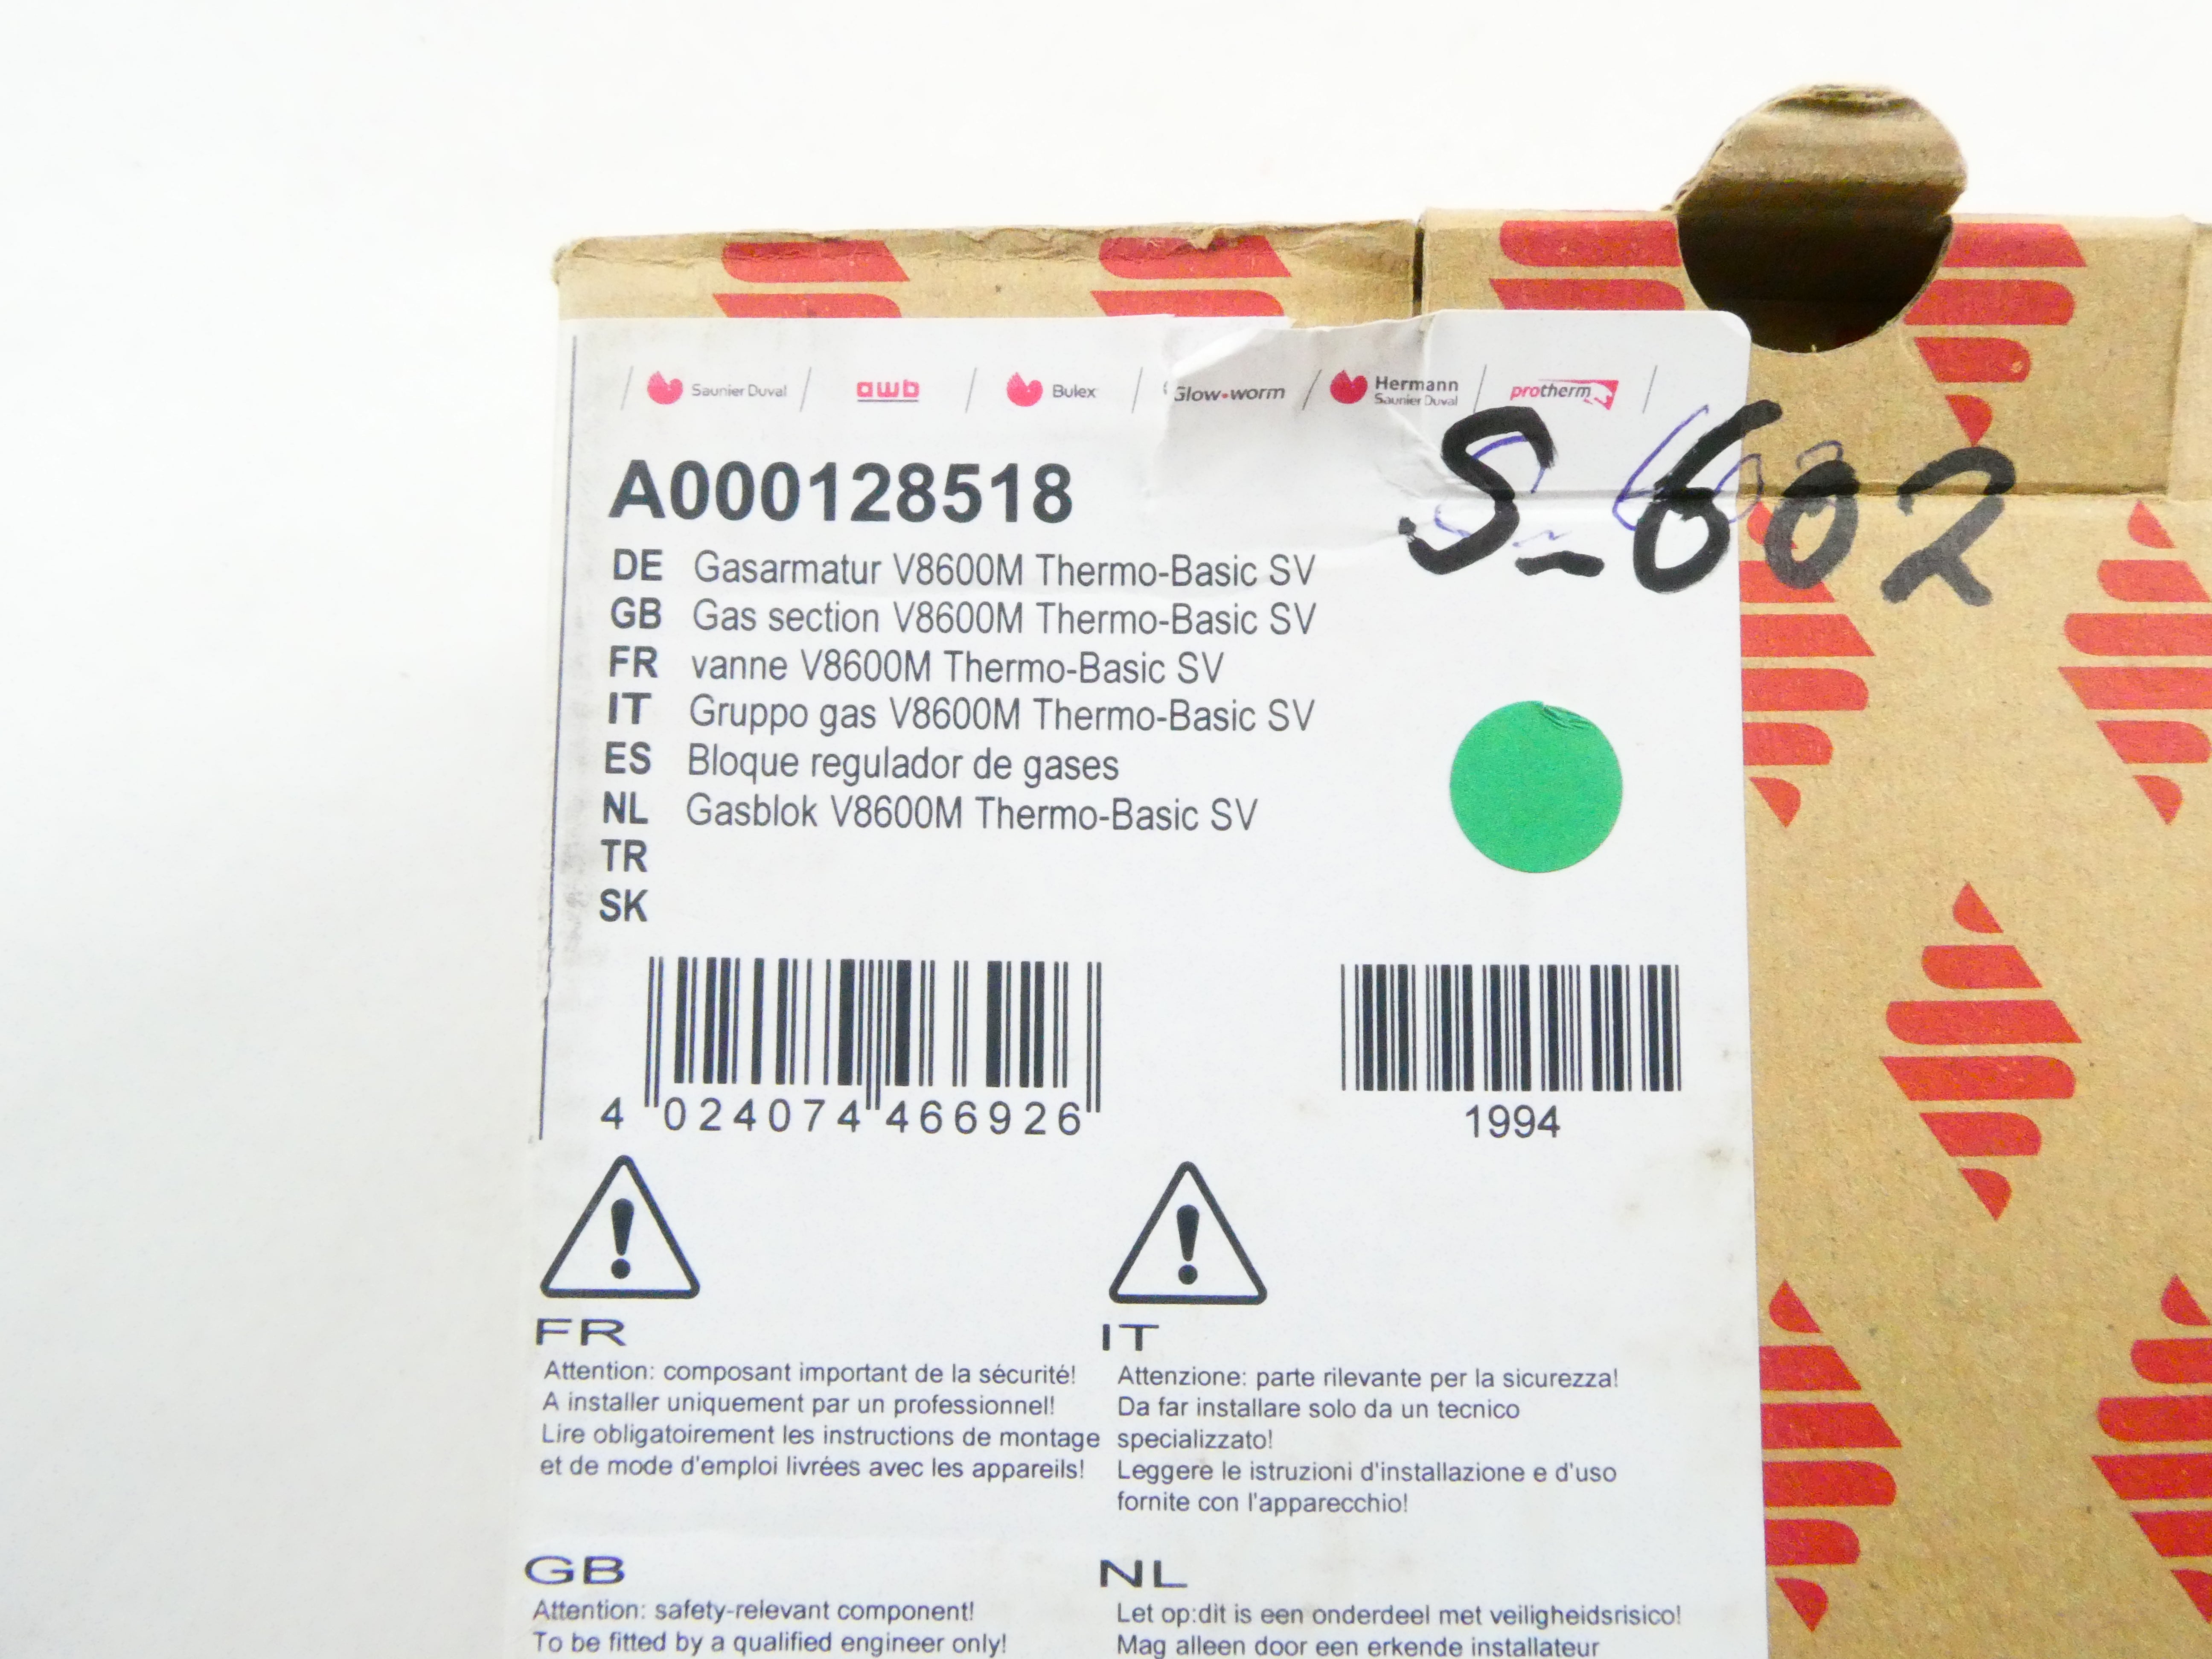 Saunier Duval awb Bulex Glow-worm Hermann Saunier Duval protherm
S-602
A000128518
DE Gasarmatur V8600M Thermo-Basic SV
GB Gas section V8600M Thermo-Basic SV
FR vanne V8600M Thermo-Basic SV
IT Gruppo gas V8600M Thermo-Basic SV
ES Bloque regulador de gases
NL Gasblok V8600M Thermo-Basic SV
TR
SK
4 024074 466926
1994
FR
Attention: composant important de la sécurité!
A installer uniquement par un professionnel!
Lire obligatoirement les instructions de montage
et de mode d'emploi livrées avec les appareils!
IT
Attenzione: parte rilevante per la sicurezza!
Da far installare solo da un tecnico
specializzato!
Leggere le istruzioni d'installazione e d'uso
fornite con l'apparecchio!
GB
Attention: safety-relevant component!
To be fitted by a qualified engineer only!
NL
Let op:dit is een onderdeel met veiligheidsrisico!
Mag alleen door een erkende installateur